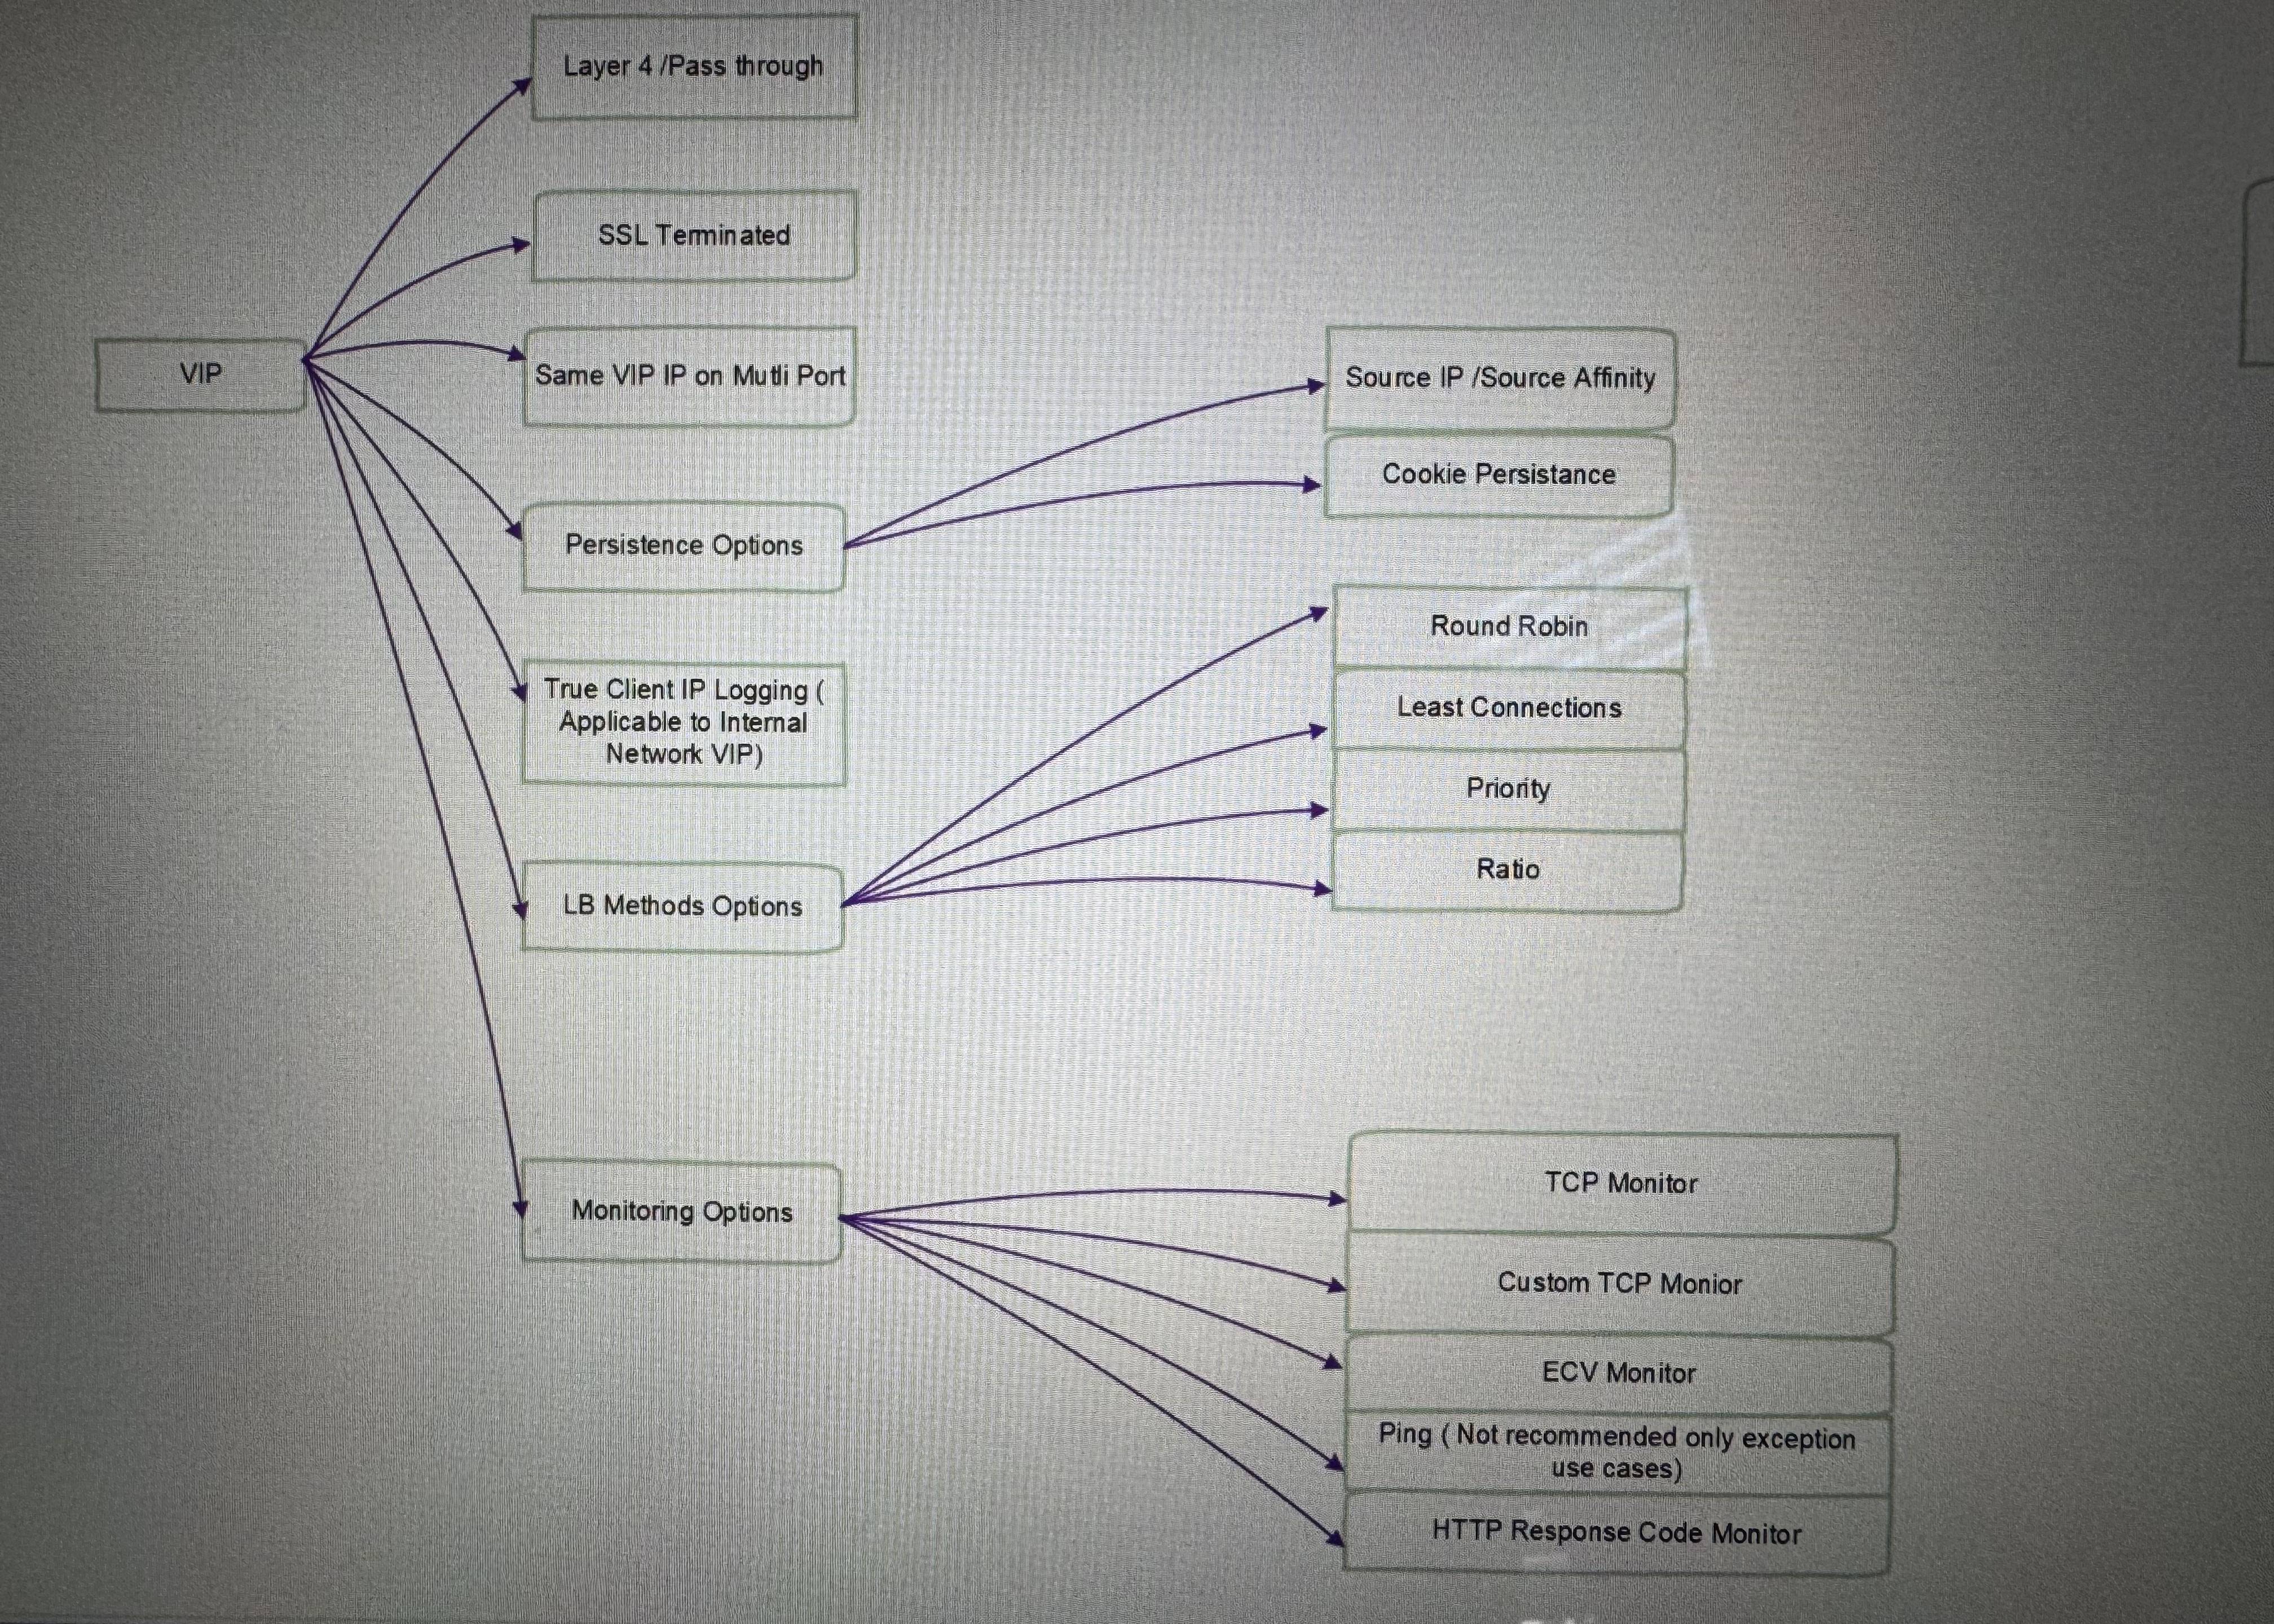 Layer 4 /Pass through
SSL Terminated
VIP
Same VIP IP on Mutli Port
Source IP /Source Affinity
Cookie Persistance
Persistence Options
Round Robin
True Client IP Logging (
Applicable to Internal
Network VIP)
Least Connections
Priority
Ratio
LB Methods Options
TCP Monitor
Monitoring Options
Custom TCP Monior
ECV Monitor
Ping ( Not recommended only exception
use cases)
HTTP Response Code Monitor